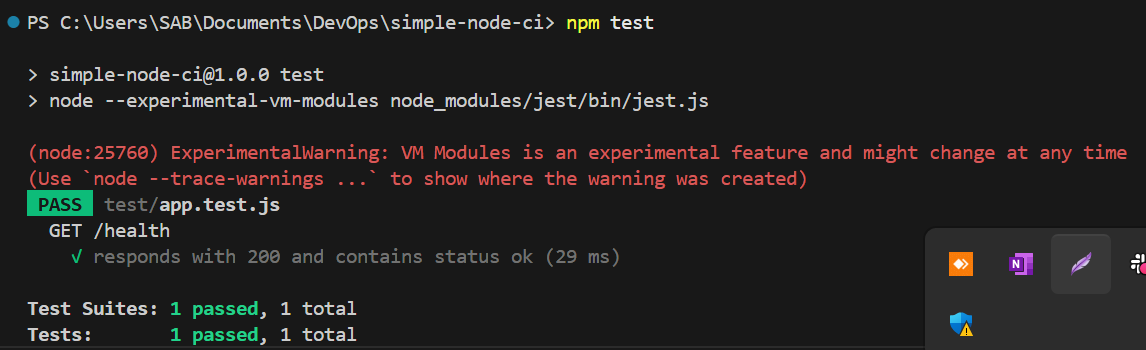 PS C:\Users\SAB\Documents\DevOps\simple-node-ci> npm test
> simple-node-ci@1.0.0 test
> node --experimental-vm-modules node_modules/jest/bin/jest.js
(node:25760) ExperimentalWarning: VM Modules is an experimental feature and might change at any time
(Use `node --trace-warnings ...` to show where the warning was created)
PASS test/app.test.js
GET /health
√ responds with 200 and contains status ok (29 ms)
Test Suites: 1 passed, 1 total
Tests: 1 passed, 1 total
N